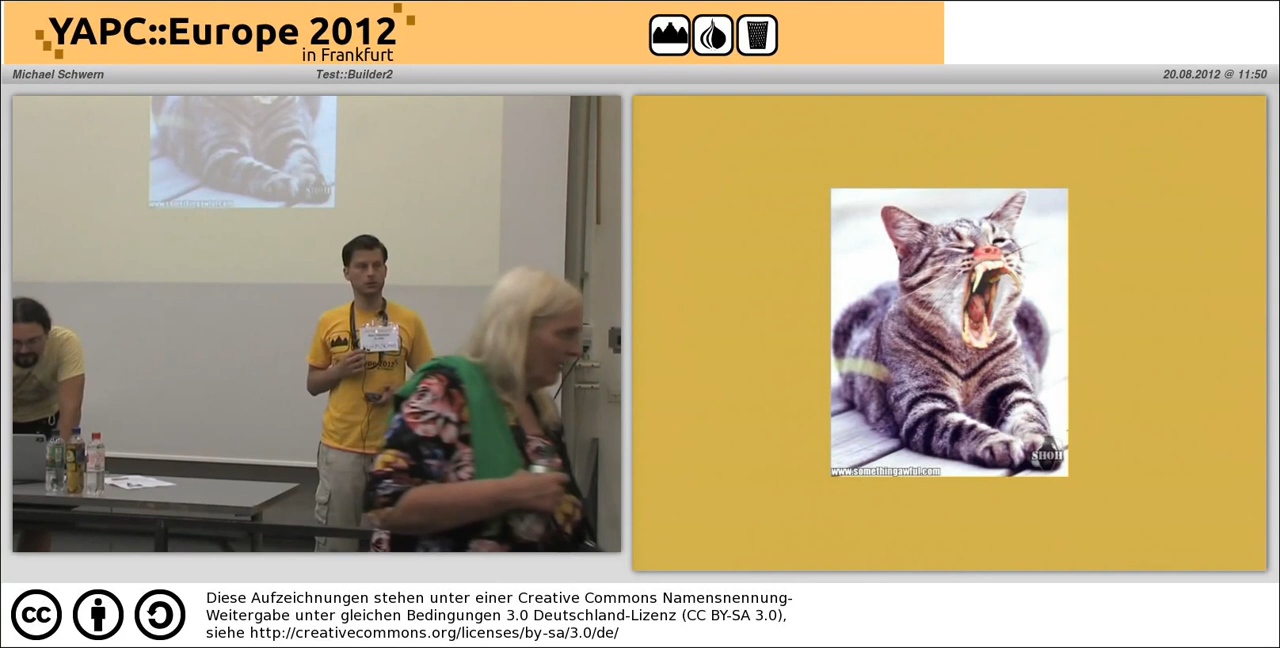 YAPC::Europe 2012
in Frankfurt
Michael Schwern
Test::Builder2
20.08.2012 @ 11:50
SHOH
www.somethingawful.com
Diese Aufzeichnungen stehen unter einer Creative Commons Namensnennung-
Weitergabe unter gleichen Bedingungen 3.0 Deutschland-Lizenz (CC BY-SA 3.0),
siehe http://creativecommons.org/licenses/by-sa/3.0/de/
cc